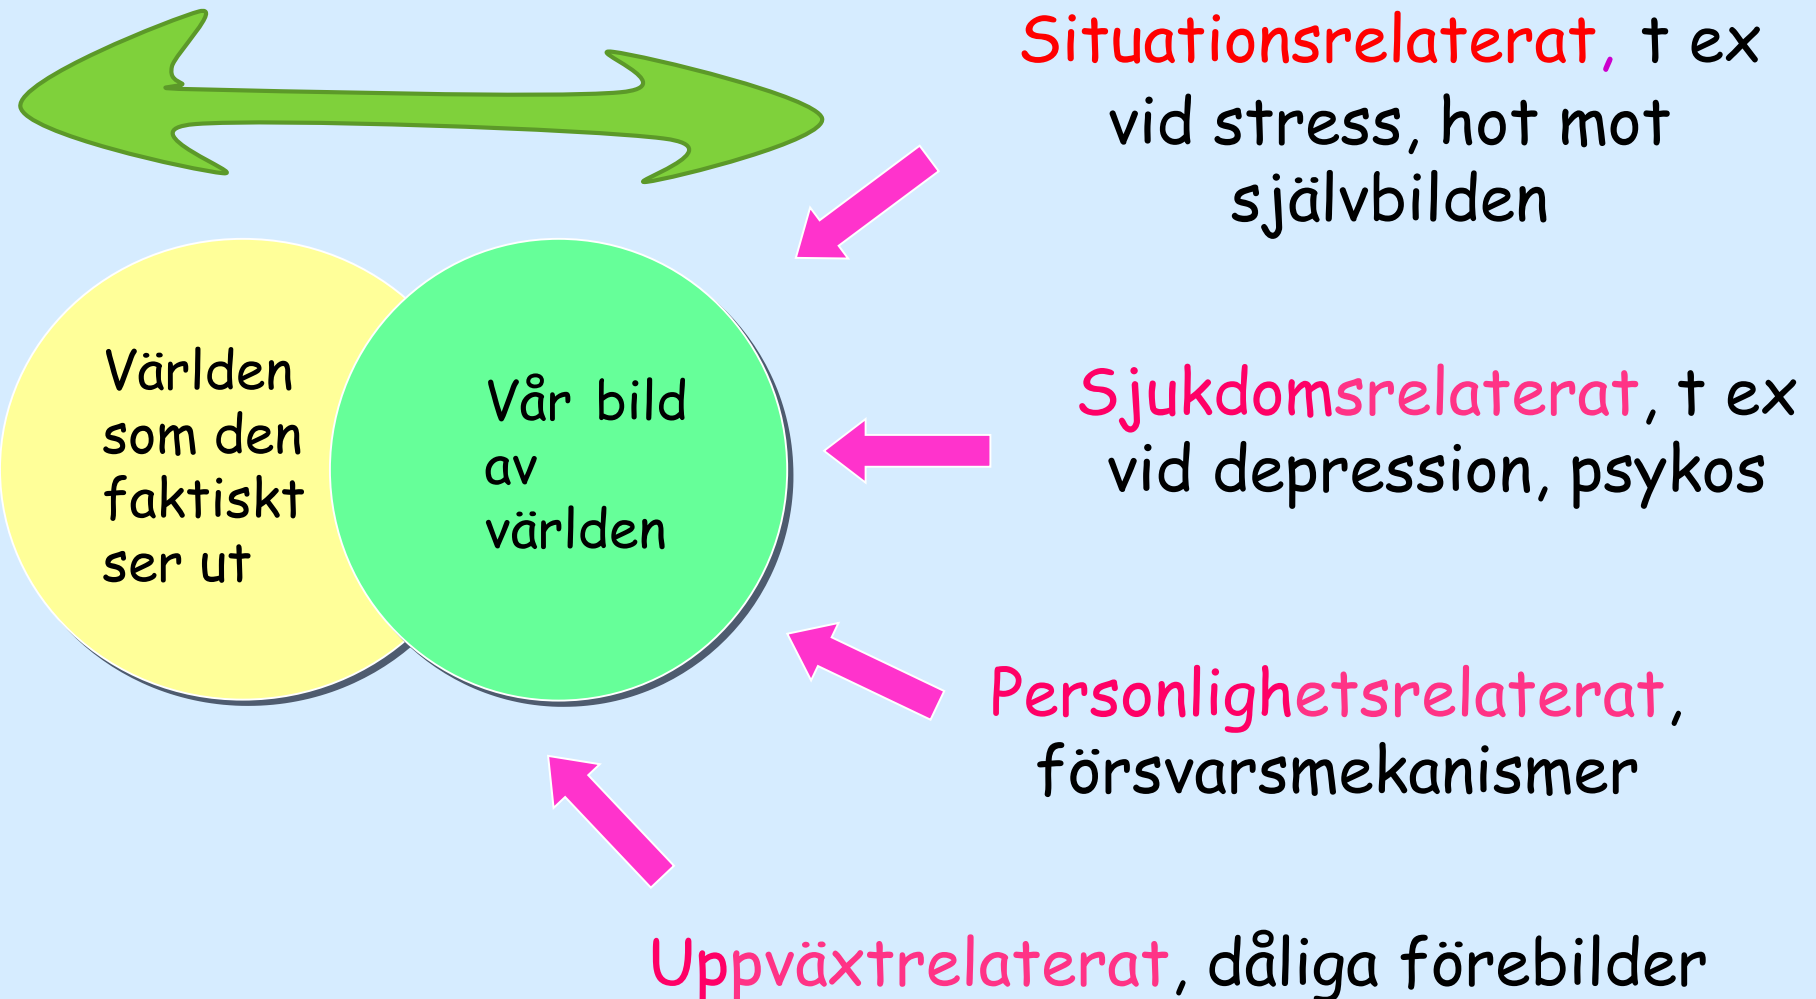 Situationsrelaterat, t ex
vid stress, hot mot
självbilden
Världen
som den
faktiskt
ser ut
Vår bild
av
världen
Sjukdomsrelaterat, t ex
vid depression, psykos
Personlighetsrelaterat,
försvarsmekanismer
Uppväxtrelaterat, dåliga förebilder